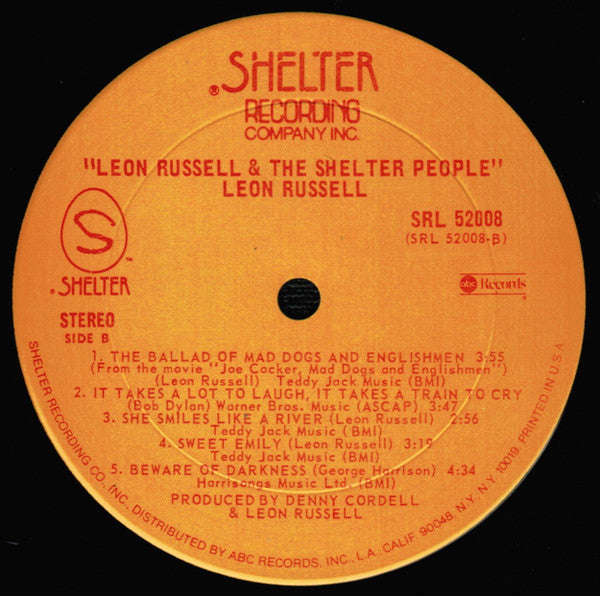 ®SHELTER
RECORDING
COMPANY INC.
"LEON RUSSELL & THE SHELTER PEOPLE"
LEON RUSSELL
S
™
®SHELTER
STEREO
SIDE B
SRL 52008
(SRL 52008-B)
abc Records
®
1. THE BALLAD OF MAD DOGS AND ENGLISHMEN 3:55
(From the movie "Joe Cocker, Mad Dogs and Englishmen")
(Leon Russell) Teddy Jack Music (BMI)
2. IT TAKES A LOT TO LAUGH, IT TAKES A TRAIN TO CRY
(Bob Dylan) Warner Bros. Music (ASCAP) 3:47
3. SHE SMILES LIKE A RIVER (Leon Russell) 2:56
Teddy Jack Music (BMI)
4. SWEET EMILY (Leon Russell) 3:19
Teddy Jack Music (BMI)
5. BEWARE OF DARKNESS (George Harrison) 4:34
Harrisongs Music Ltd. (BMI)
PRODUCED BY DENNY CORDELL
& LEON RUSSELL
SHELTER RECORDING CO., INC., DISTRIBUTED BY ABC RECORDS, INC., L.A., CALIF. 90048, N.Y., N.Y. 10019. PRINTED IN U.S.A.